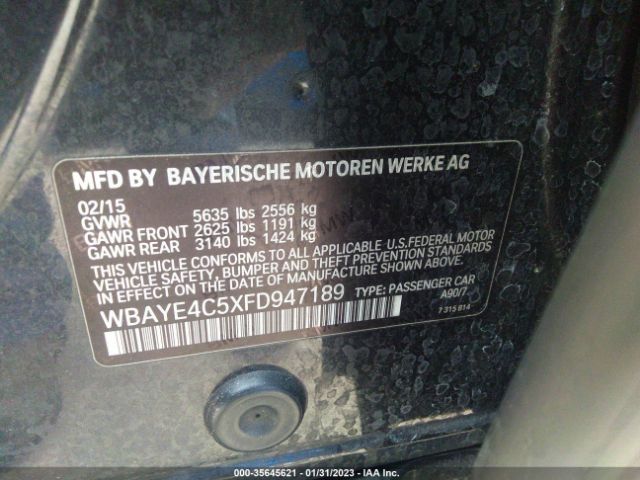 MFD BY BAYERISCHE MOTOREN WERKE AG
02/15
GVWR 5635 lbs 2556 kg
GAWR FRONT 2625 lbs 1191 kg
GAWR REAR 3140 lbs 1424 kg
THIS VEHICLE CONFORMS TO ALL APPLICABLE U.S.FEDERAL MOTOR
VEHICLE SAFETY, BUMPER, AND THEFT PREVENTION STANDARDS
IN EFFECT ON THE DATE OF MANUFACTURE SHOWN ABOVE.
WBAYE4C5XFD947189 TYPE: PASSENGER CAR
A90/7
7 315 814
000-35645621 - 01/31/2023 - IAA Inc.